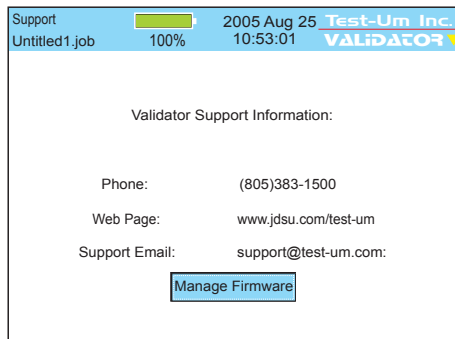 Support 2005 Aug 25 Test-Um Inc.
Untitled1.job 100% 10:53:01 VALiDATOR
Validator Support Information:
Phone: (805)383-1500
Web Page: www.jdsu.com/test-um
Support Email: support@test-um.com:
Manage Firmware